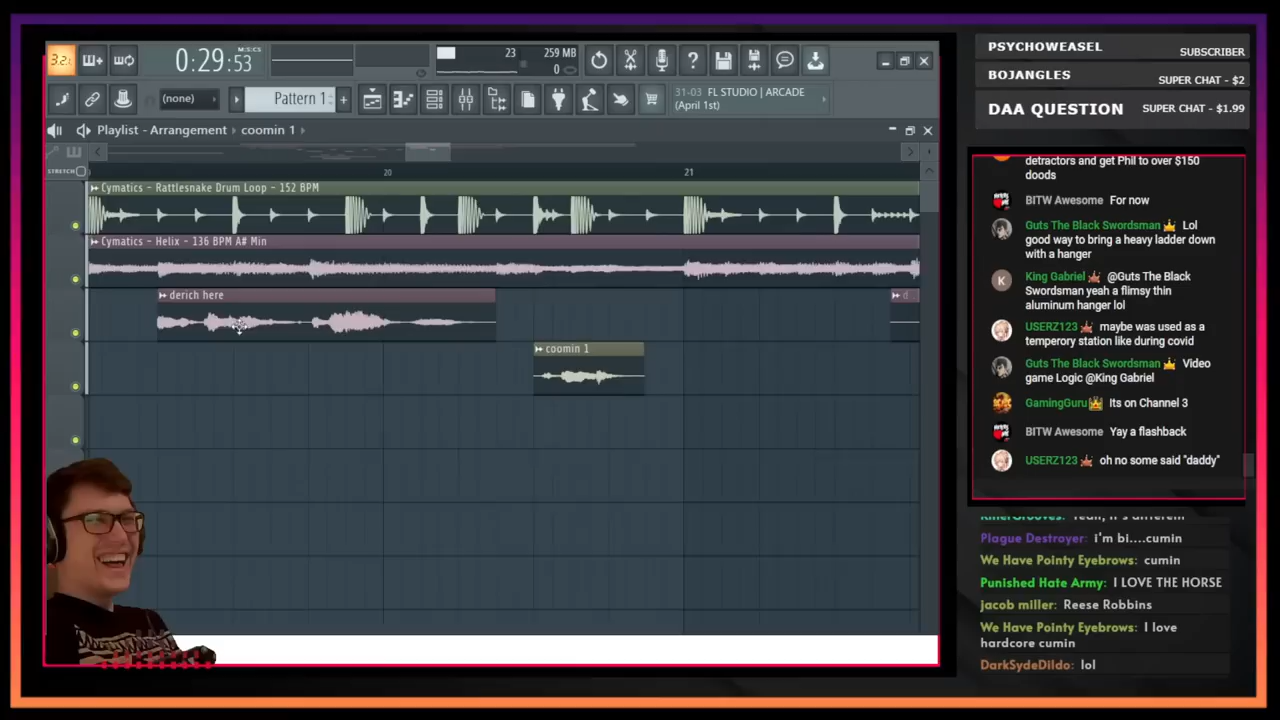 3.2
0:29:53
M:S:CS
23
259 MB
0
(none)
Pattern 1
31-03 FL STUDIO | ARCADE
(April 1st)
Playlist - Arrangement
coomin 1
STRETCH
20
21
Cymatics - Rattlesnake Drum Loop - 152 BPM
Cymatics - Helix - 136 BPM A# Min
derich here
d
coomin 1
PSYCHOWEASEL
SUBSCRIBER
BOJANGLES
SUPER CHAT - $2
DAA QUESTION
SUPER CHAT - $1.99
detractors and get Phil to over $150
doods
BITW Awesome For now
Guts The Black Swordsman Lol
good way to bring a heavy ladder down
with a hanger
King Gabriel @Guts The Black
Swordsman yeah a flimsy thin
aluminum hanger lol
USERZ123 maybe was used as a
temporery station like during covid
Guts The Black Swordsman Video
game Logic @King Gabriel
GamingGuru Its on Channel 3
BITW Awesome Yay a flashback
USERZ123 oh no some said "daddy"
Plague Destroyer: i'm bi....cumin
We Have Pointy Eyebrows: cumin
Punished Hate Army: I LOVE THE HORSE
jacob miller: Reese Robbins
We Have Pointy Eyebrows: I love
hardcore cumin
DarkSydeDildo: lol